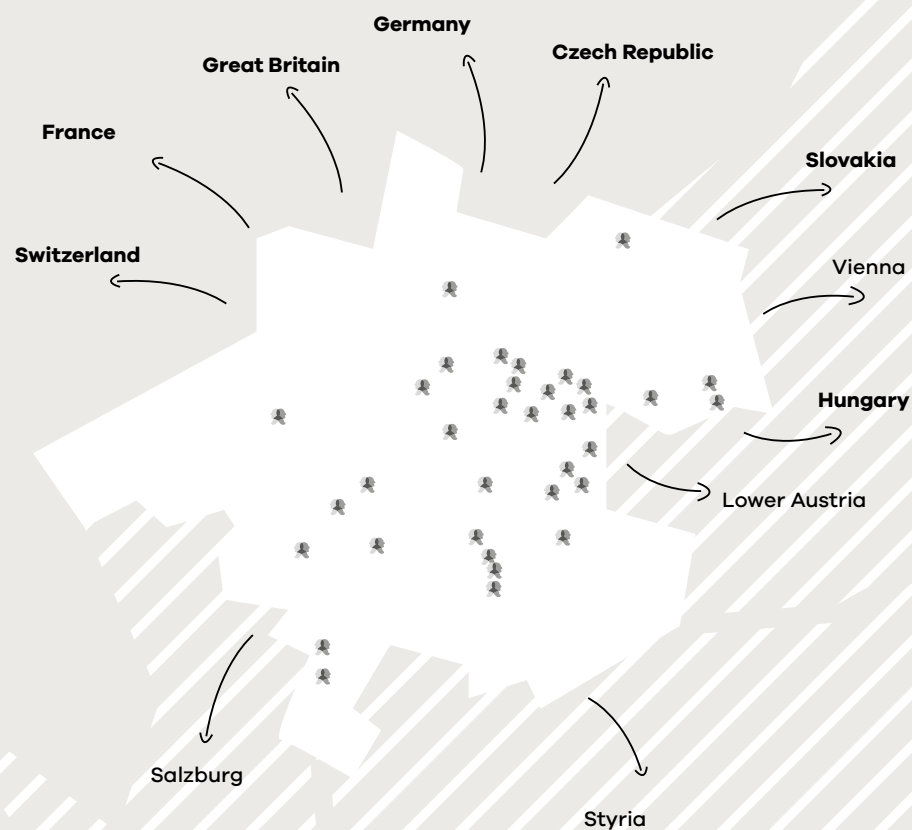 Germany
Czech Republic
Great Britain
France
Slovakia
Switzerland
Vienna
Hungary
Lower Austria
Salzburg
Styria